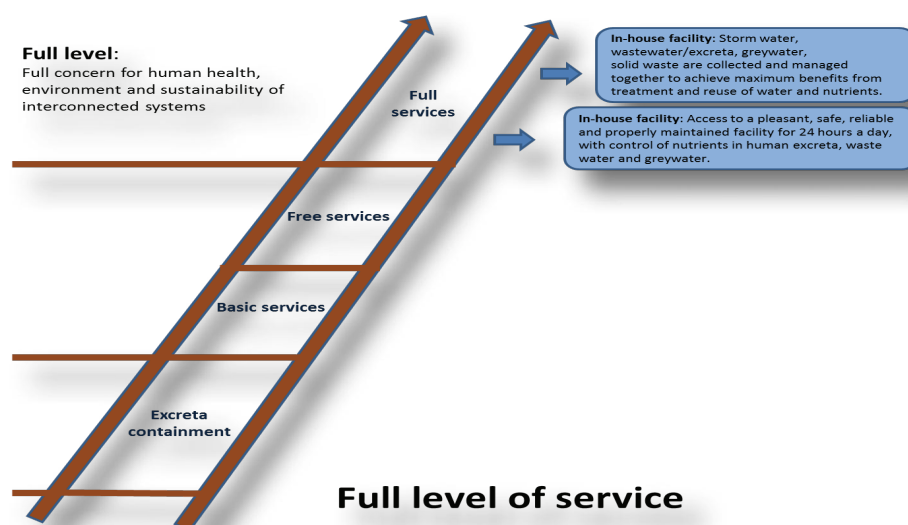 Full level:
Full concern for human health,
environment and sustainability of
interconnected systems
In-house facility: Storm water,
wastewater/excreta, greywater,
solid waste are collected and managed
together to achieve maximum benefits from
treatment and reuse of water and nutrients.
In-house facility: Access to a pleasant, safe, reliable
and properly maintained facility for 24 hours a day,
with control of nutrients in human excreta, waste
water and greywater.
Full
services
Free services
Basic services
Excreta
containment
Full level of service